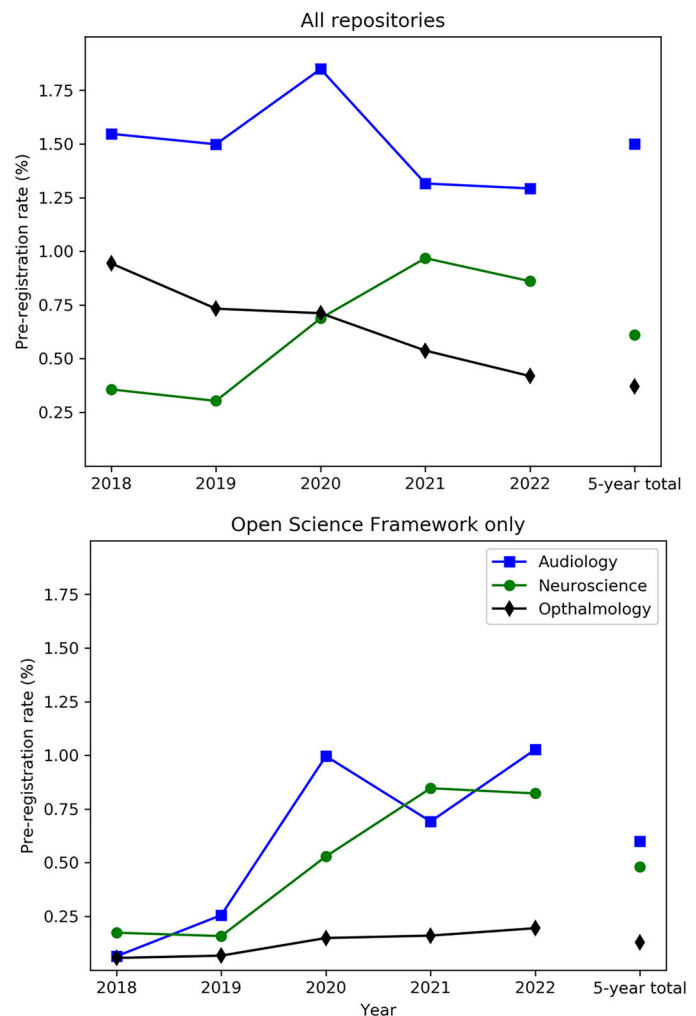 All repositories
Pre-registration rate (%)
1.75
1.50
1.25
1.00
0.75
0.50
0.25
2018 2019 2020 2021 2022 5-year total
Open Science Framework only
Pre-registration rate (%)
1.75
1.50
1.25
1.00
0.75
0.50
0.25
Audiology
Neuroscience
Opthalmology
2018 2019 2020 2021 2022 5-year total
Year